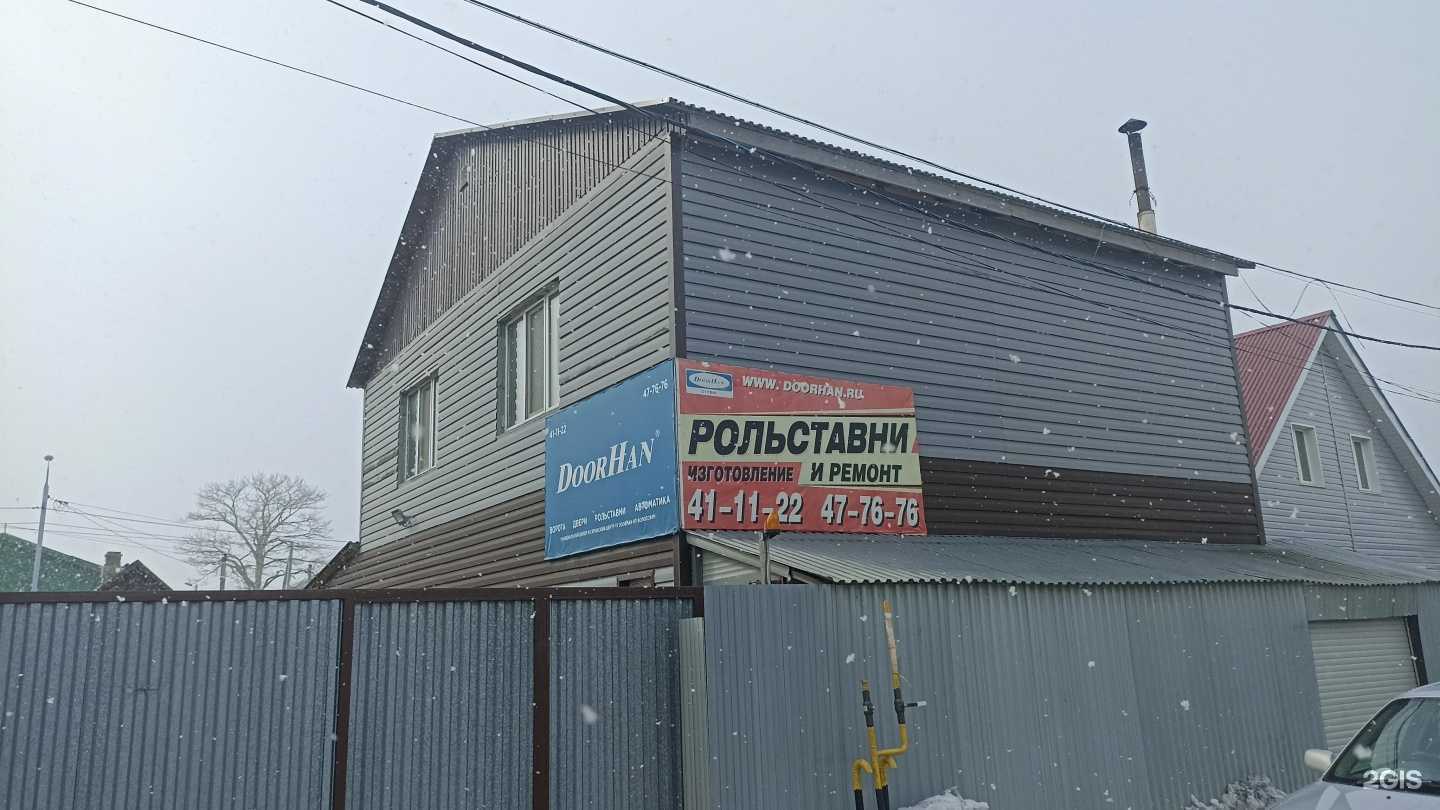 47-76-76
41-11-22
DOORHAN®
ВОРОТА ДВЕРИ РОЛЬСТАВНИ АВТОМАТИКА
DOORHAN
WWW. DOORHAN.RU
РОЛЬСТАВНИ
ИЗГОТОВЛЕНИЕ И РЕМОНТ
41-11-22 47-76-76
2GIS